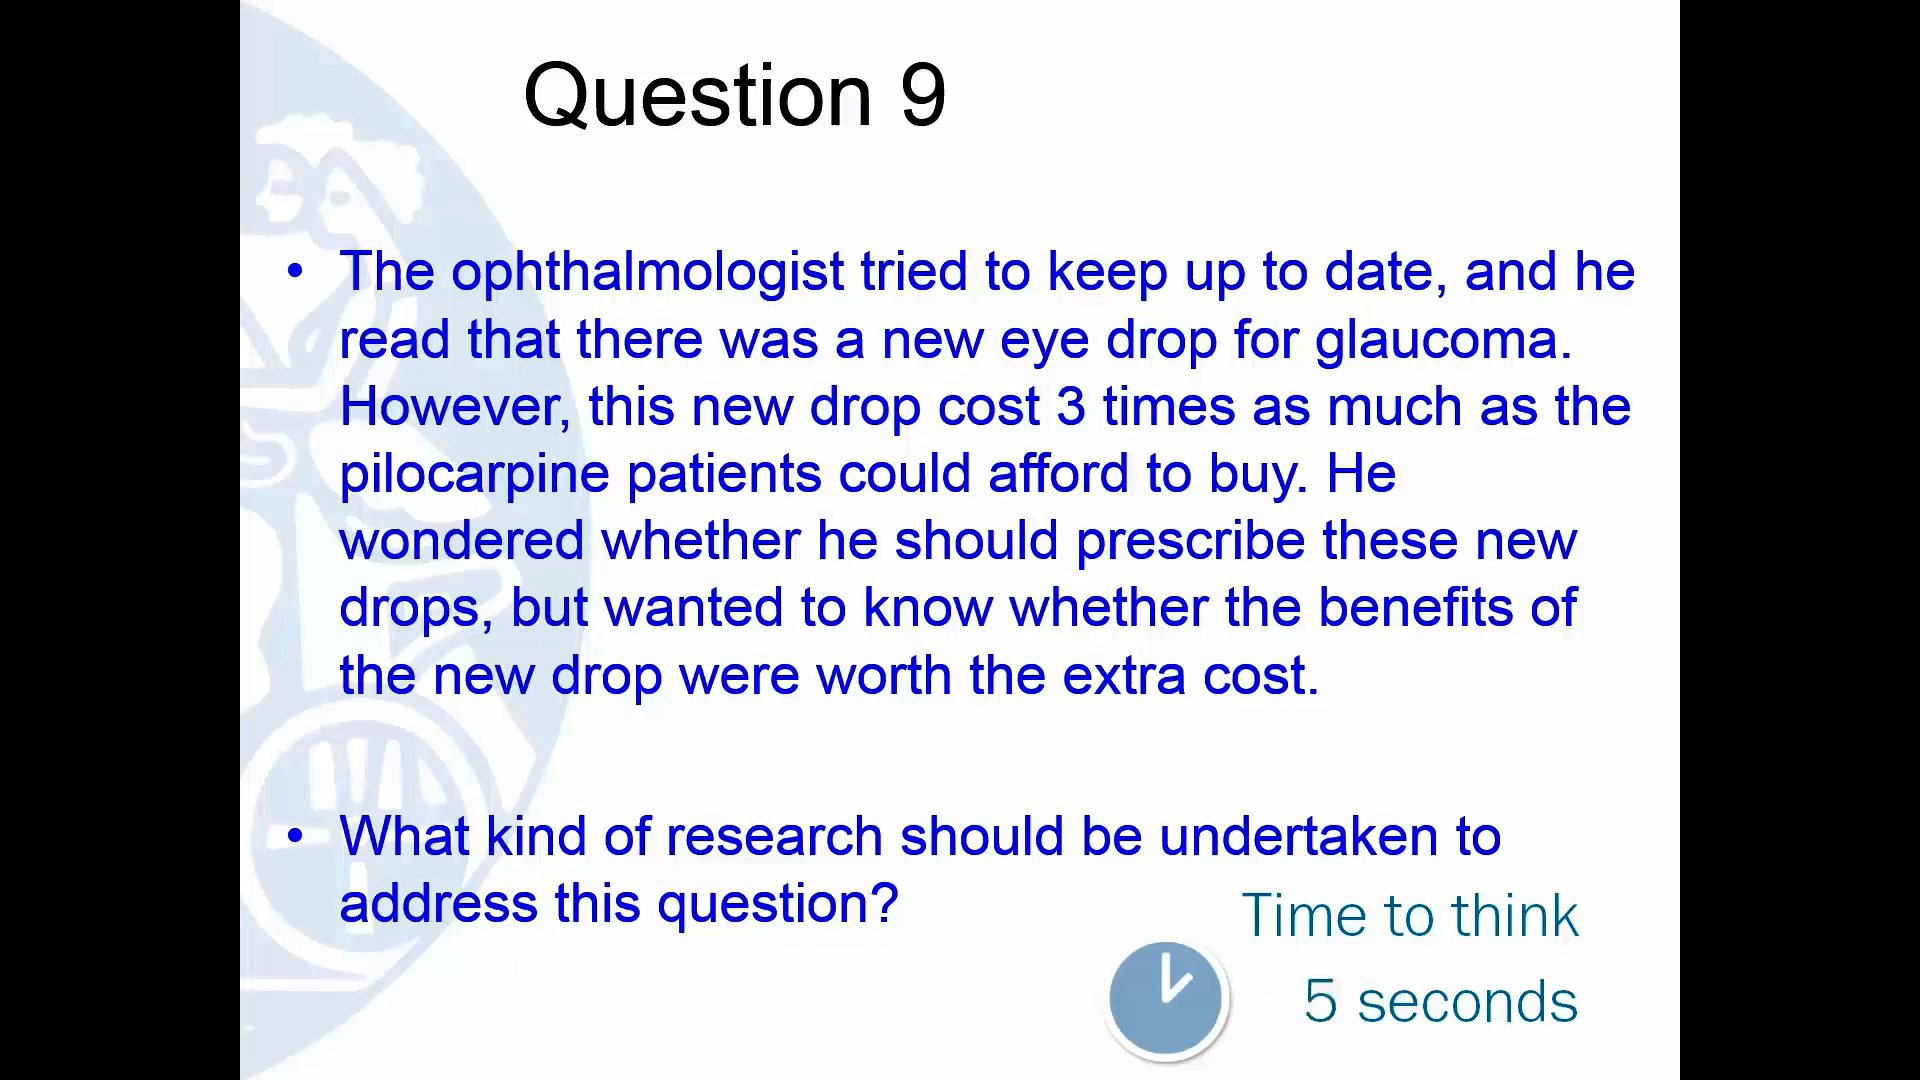 Question 9
• The ophthalmologist tried to keep up to date, and he
read that there was a new eye drop for glaucoma.
However, this new drop cost 3 times as much as the
pilocarpine patients could afford to buy. He
wondered whether he should prescribe these new
drops, but wanted to know whether the benefits of
the new drop were worth the extra cost.
• What kind of research should be undertaken to
address this question?
Time to think
5 seconds